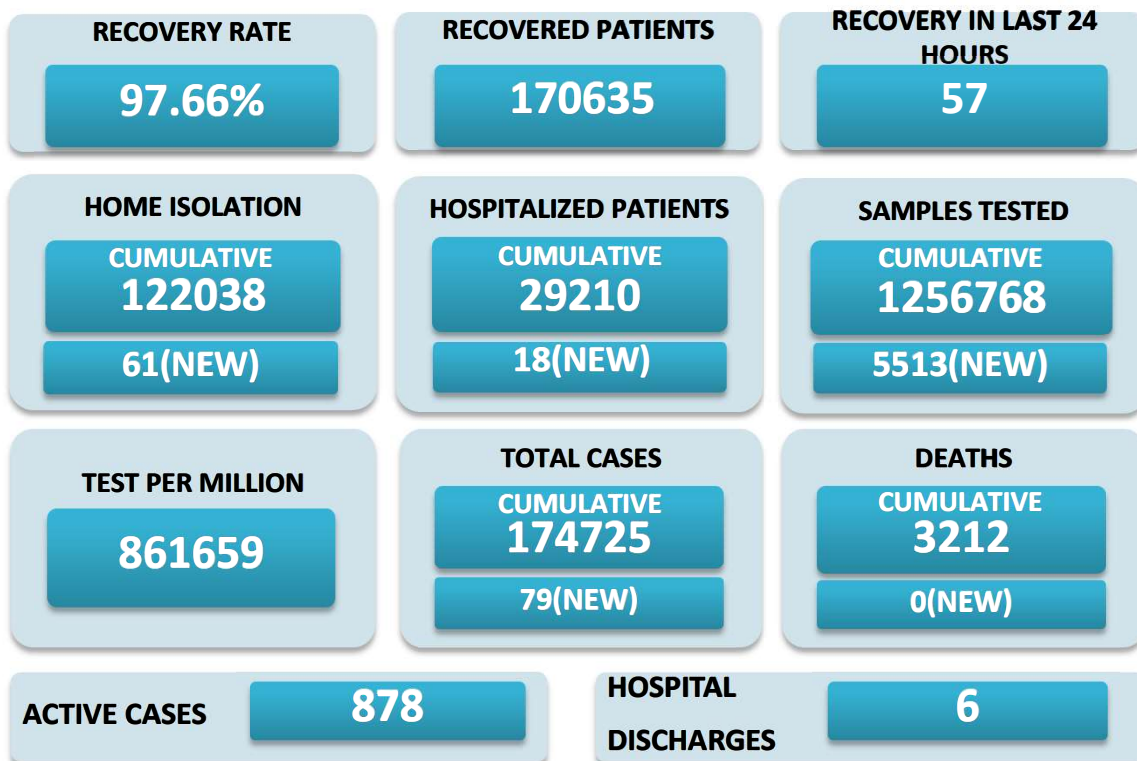 RECOVERY RATE
97.66%
RECOVERED PATIENTS
170635
RECOVERY IN LAST 24
HOURS
57
HOME ISOLATION
CUMULATIVE
122038
61(NEW)
HOSPITALIZED PATIENTS
CUMULATIVE
29210
18(NEW)
SAMPLES TESTED
CUMULATIVE
1256768
5513(NEW)
TEST PER MILLION
861659
TOTAL CASES
CUMULATIVE
174725
79(NEW)
DEATHS
CUMULATIVE
3212
0(NEW)
ACTIVE CASES
878
HOSPITAL
DISCHARGES
6